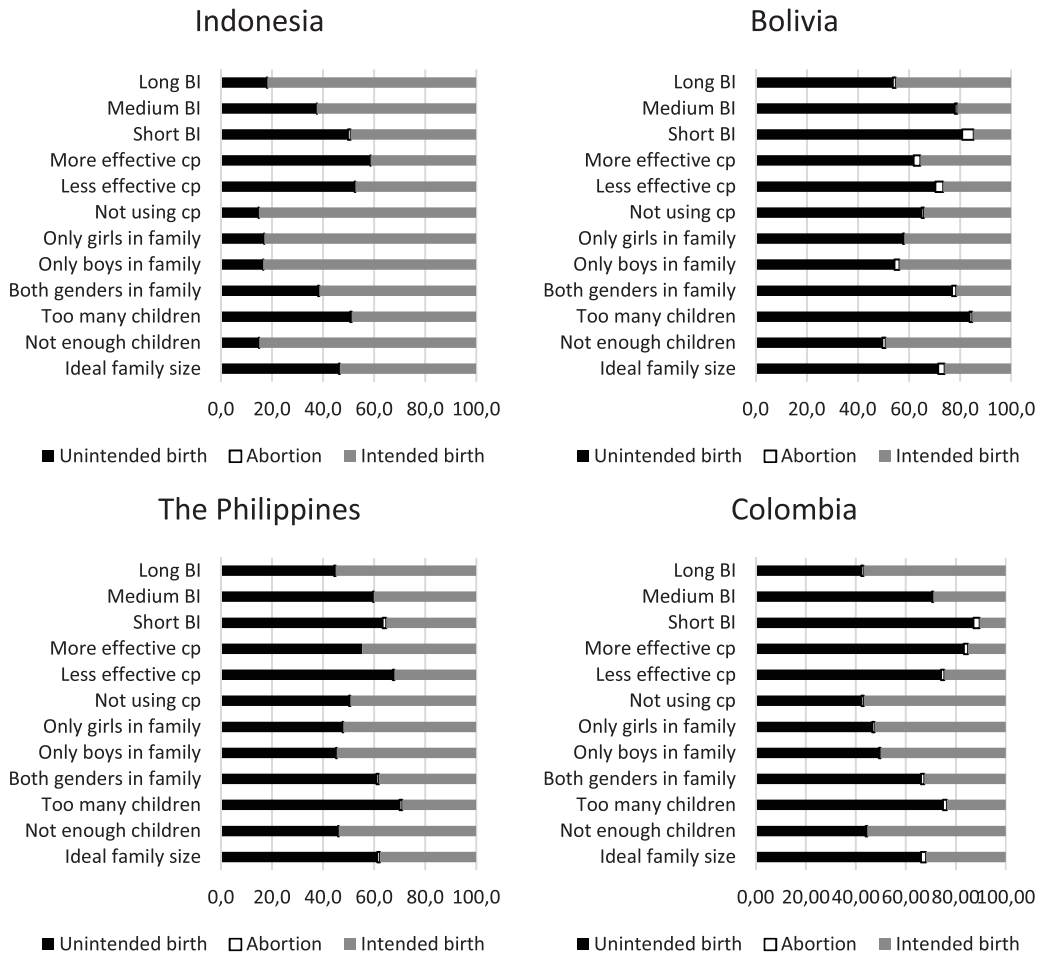 Indonesia
Long BI
Medium BI
Short BI
More effective cp
Less effective cp
Not using cp
Only girls in family
Only boys in family
Both genders in family
Too many children
Not enough children
Ideal family size
0,0 20,0 40,0 60,0 80,0 100,0
Unintended birth Abortion Intended birth
Bolivia
Long BI
Medium BI
Short BI
More effective cp
Less effective cp
Not using cp
Only girls in family
Only boys in family
Both genders in family
Too many children
Not enough children
Ideal family size
0,0 20,0 40,0 60,0 80,0 100,0
Unintended birth Abortion Intended birth
The Philippines
Long BI
Medium BI
Short BI
More effective cp
Less effective cp
Not using cp
Only girls in family
Only boys in family
Both genders in family
Too many children
Not enough children
Ideal family size
0,0 20,0 40,0 60,0 80,0 100,0
Unintended birth Abortion Intended birth
Colombia
Long BI
Medium BI
Short BI
More effective cp
Less effective cp
Not using cp
Only girls in family
Only boys in family
Both genders in family
Too many children
Not enough children
Ideal family size
0,00 20,00 40,00 60,00 80,00 100,00
Unintended birth Abortion Intended birth